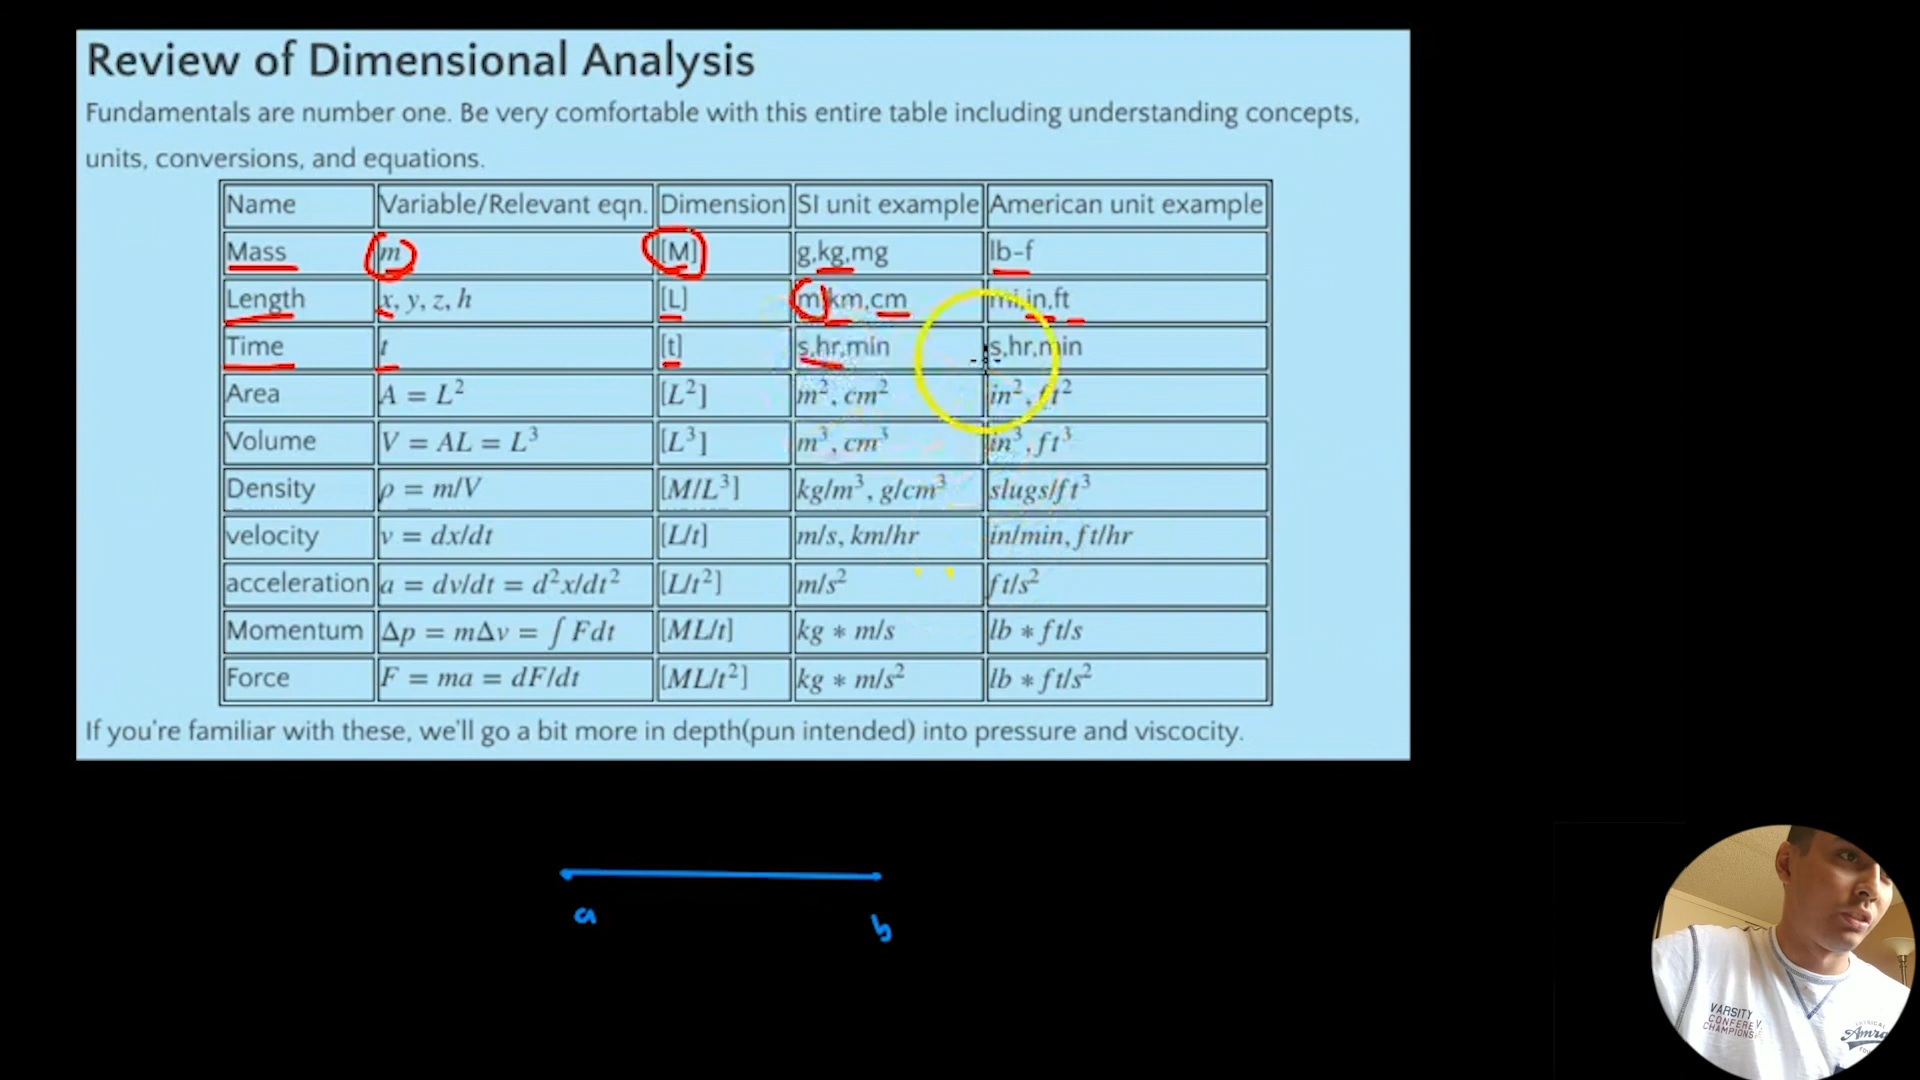 Review of Dimensional Analysis
Fundamentals are number one. Be very comfortable with this entire table including understanding concepts,
units, conversions, and equations.
Name Variable/Relevant eqn. Dimension SI unit example American unit example
Mass m [M] g,kg,mg lb-f
Length x, y, z, h [L] m,km,cm mi,in,ft
Time t [t] s,hr,min s,hr,min
Area A = L² [L²] m², cm² in², ft²
Volume V = AL = L³ [L³] m³, cm³ in³, ft³
Density ρ = m/V [M/L³] kg/m³, g/cm³ slugs/ft³
velocity v = dx/dt [L/t] m/s, km/hr in/min, ft/hr
acceleration a = dv/dt = d²x/dt² [L/t²] m/s² ft/s²
Momentum Δp = mΔv = ∫ Fdt [ML/t] kg * m/s lb * ft/s
Force F = ma = dF/dt [ML/t²] kg * m/s² lb * ft/s²
If you're familiar with these, we'll go a bit more in depth(pun intended) into pressure and viscocity.
a b
VARSITY